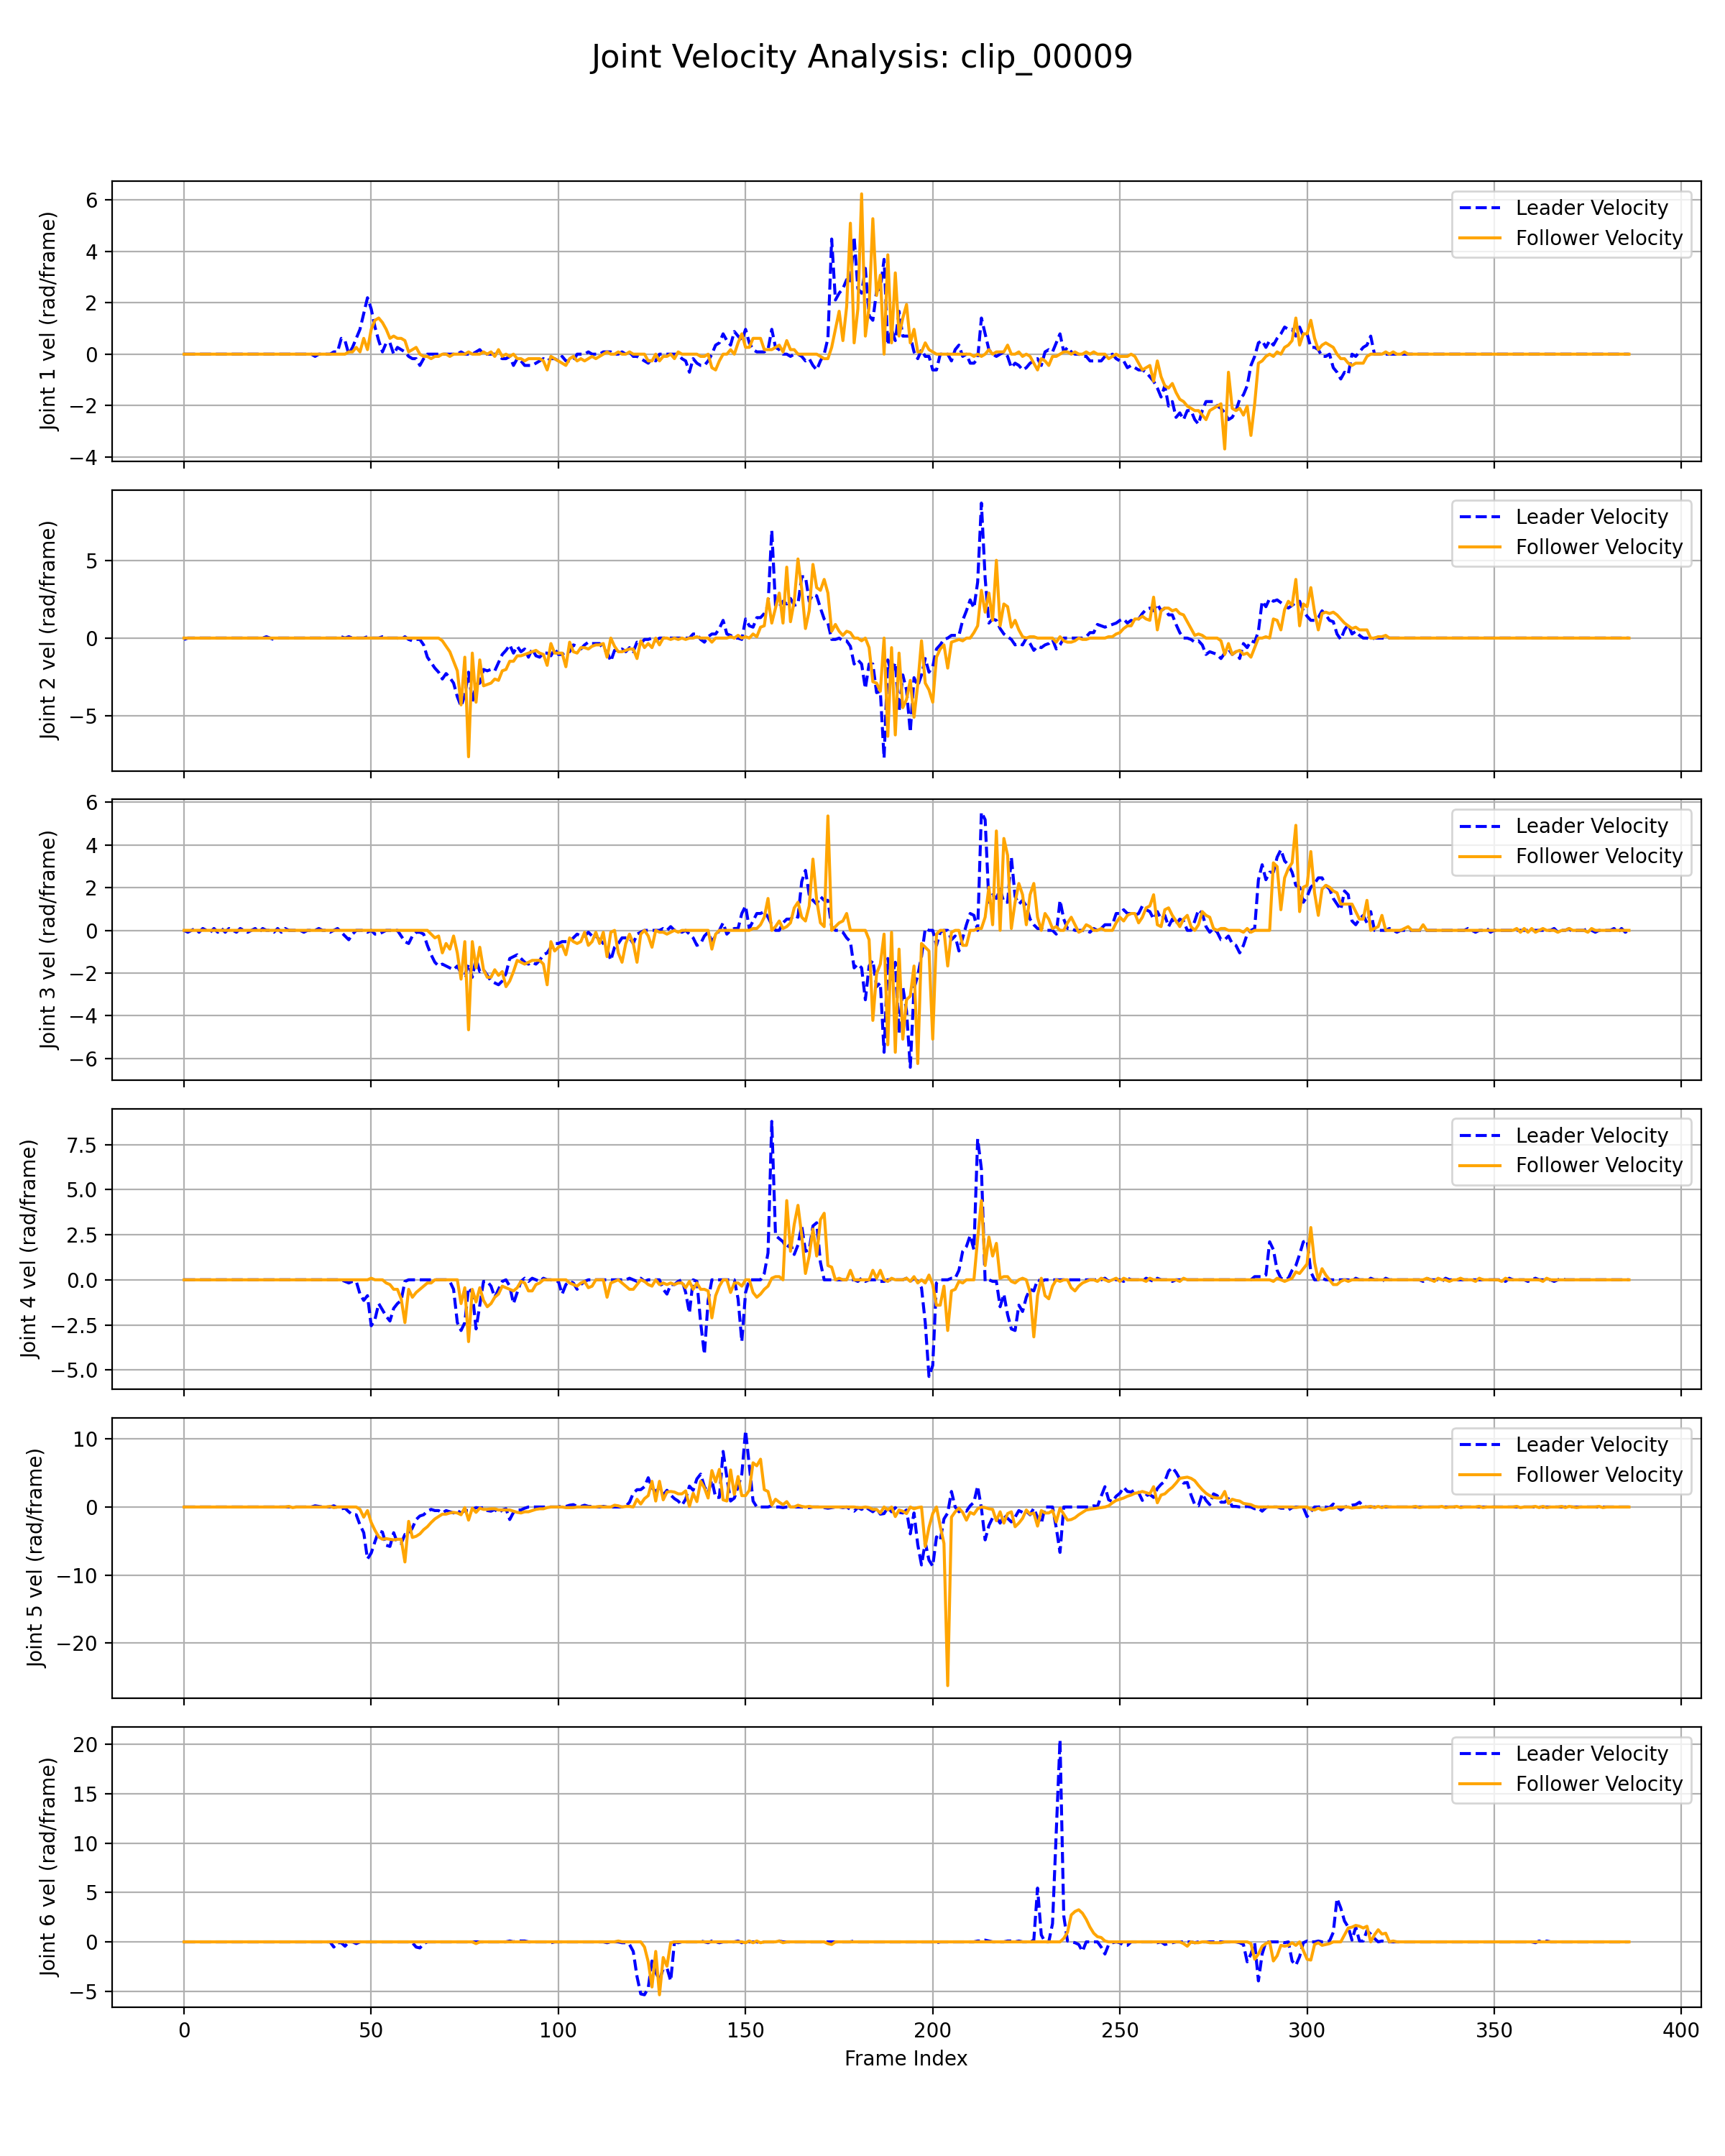 Joint Velocity Analysis: clip_00009
Joint 1 vel (rad/frame)
6
4
2
0
−2
−4
Leader Velocity
Follower Velocity
Joint 2 vel (rad/frame)
5
0
−5
Leader Velocity
Follower Velocity
Joint 3 vel (rad/frame)
6
4
2
0
−2
−4
−6
Leader Velocity
Follower Velocity
Joint 4 vel (rad/frame)
7.5
5.0
2.5
0.0
−2.5
−5.0
Leader Velocity
Follower Velocity
Joint 5 vel (rad/frame)
10
0
−10
−20
Leader Velocity
Follower Velocity
Joint 6 vel (rad/frame)
20
15
10
5
0
−5
Leader Velocity
Follower Velocity
0 50 100 150 200 250 300 350 400
Frame Index